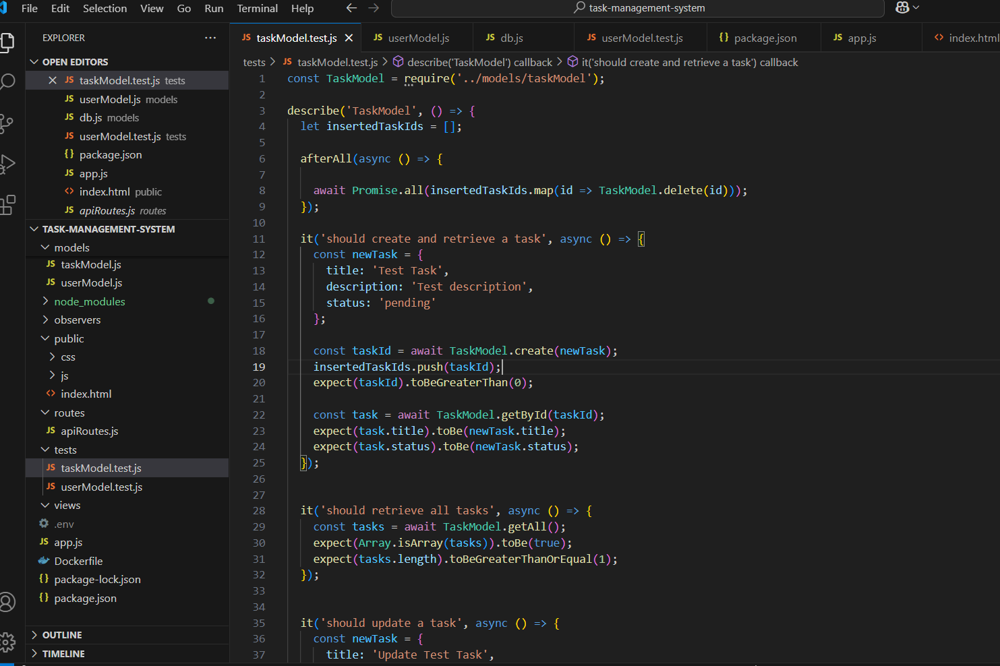 File Edit Selection View Go Run Terminal Help
task-management-system
EXPLORER
OPEN EDITORS
taskModel.test.js tests
userModel.js models
db.js models
userModel.test.js tests
package.json
app.js
index.html public
apiRoutes.js routes
TASK-MANAGEMENT-SYSTEM
models
JS taskModel.js
JS userModel.js
node_modules
observers
public
css
js
index.html
routes
JS apiRoutes.js
tests
JS taskModel.test.js
JS userModel.test.js
views
.env
JS app.js
Dockerfile
{} package-lock.json
{} package.json
OUTLINE
TIMELINE
JS taskModel.test.js JS userModel.js JS db.js JS userModel.test.js {} package.json JS app.js <> index.html
tests > JS taskModel.test.js > describe('TaskModel') callback > it('should create and retrieve a task') callback
1 const TaskModel = require('../models/taskModel');
2
3 describe('TaskModel', () => {
4   let insertedTaskIds = [];
5
6   afterAll(async () => {
7
8     await Promise.all(insertedTaskIds.map(id => TaskModel.delete(id)));
9   });
10
11   it('should create and retrieve a task', async () => {
12     const newTask = {
13       title: 'Test Task',
14       description: 'Test description',
15       status: 'pending'
16     };
17
18     const taskId = await TaskModel.create(newTask);
19     insertedTaskIds.push(taskId);
20     expect(taskId).toBeGreaterThan(0);
21
22     const task = await TaskModel.getById(taskId);
23     expect(task.title).toBe(newTask.title);
24     expect(task.status).toBe(newTask.status);
25   });
26
27
28   it('should retrieve all tasks', async () => {
29     const tasks = await TaskModel.getAll();
30     expect(Array.isArray(tasks)).toBe(true);
31     expect(tasks.length).toBeGreaterThanOrEqual(1);
32   });
33
34
35   it('should update a task', async () => {
36     const newTask = {
37       title: 'Update Test Task',